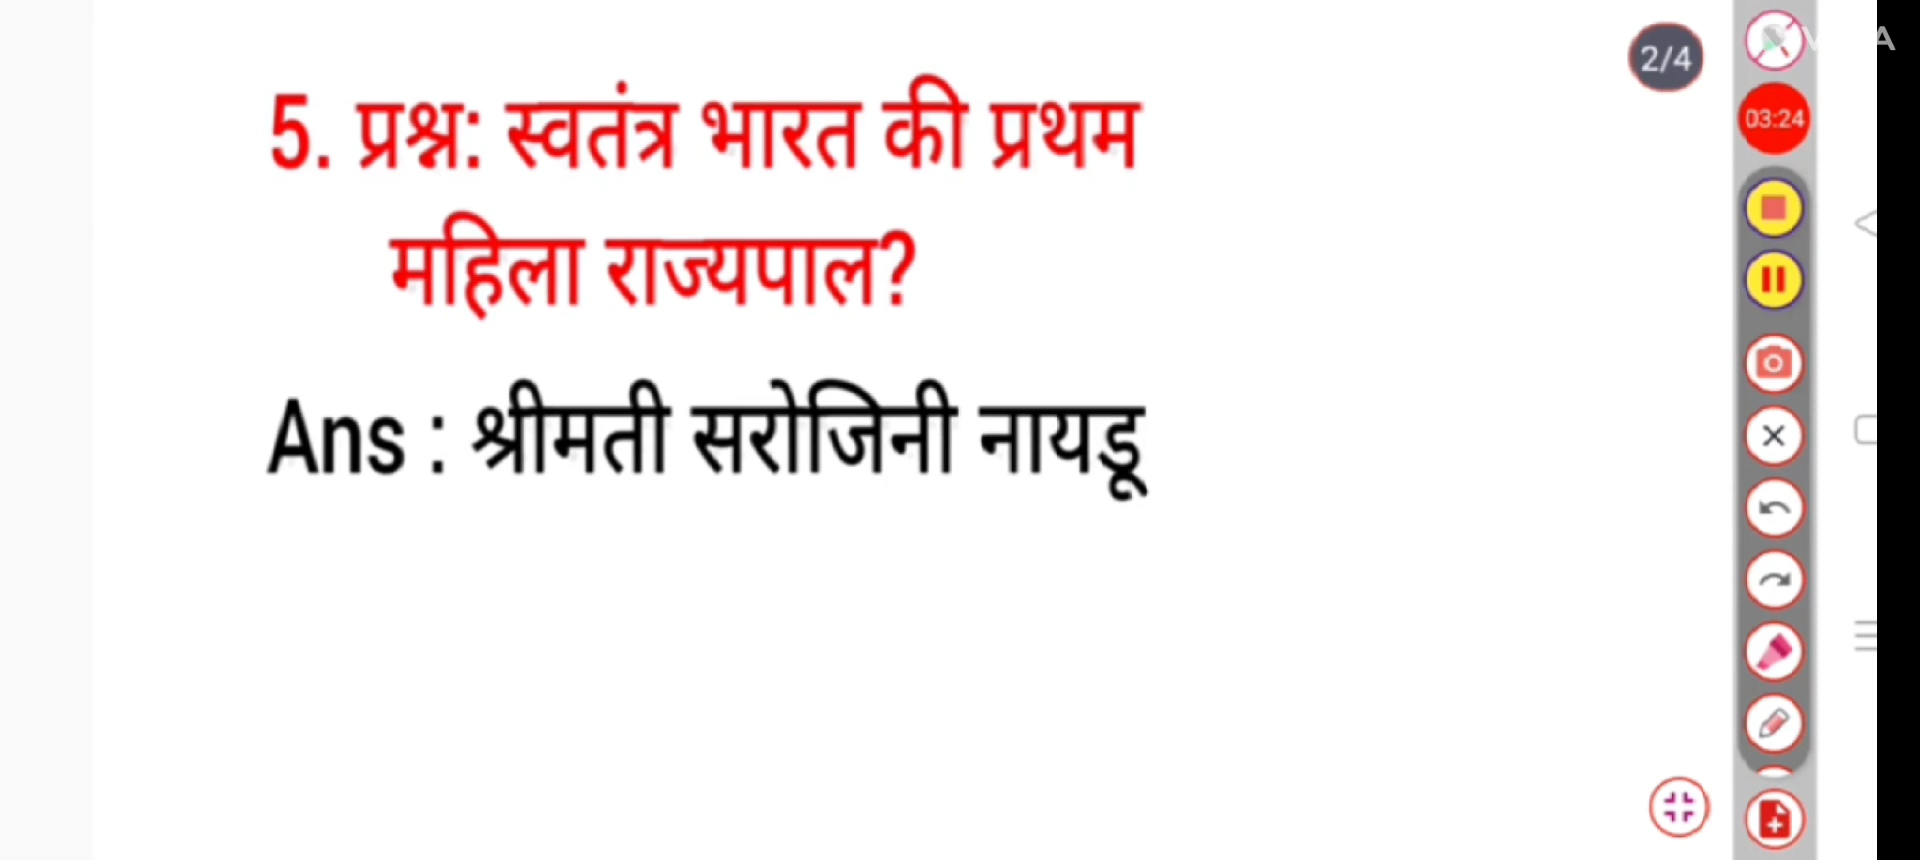 5. प्रश्न: स्वतंत्र भारत की प्रथम
महिला राज्यपाल?
Ans : श्रीमती सरोजिनी नायडू
2/4
03:24